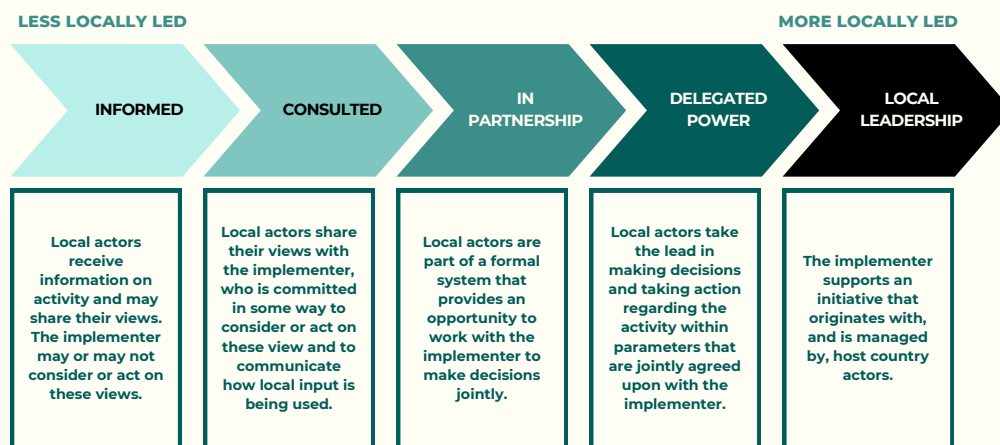 LESS LOCALLY LED
MORE LOCALLY LED
INFORMED
CONSULTED
IN
PARTNERSHIP
DELEGATED
POWER
LOCAL
LEADERSHIP
Local actors
receive
information on
activity and may
share their views.
The implementer
may or may not
consider or act on
these views.
Local actors share
their views with
the implementer,
who is committed
in some way to
consider or act on
these view and to
communicate
how local input is
being used.
Local actors are
part of a formal
system that
provides an
opportunity to
work with the
implementer to
make decisions
jointly.
Local actors take
the lead in
making decisions
and taking action
regarding the
activity within
parameters that
are jointly agreed
upon with the
implementer.
The implementer
supports an
initiative that
originates with,
and is managed
by, host country
actors.